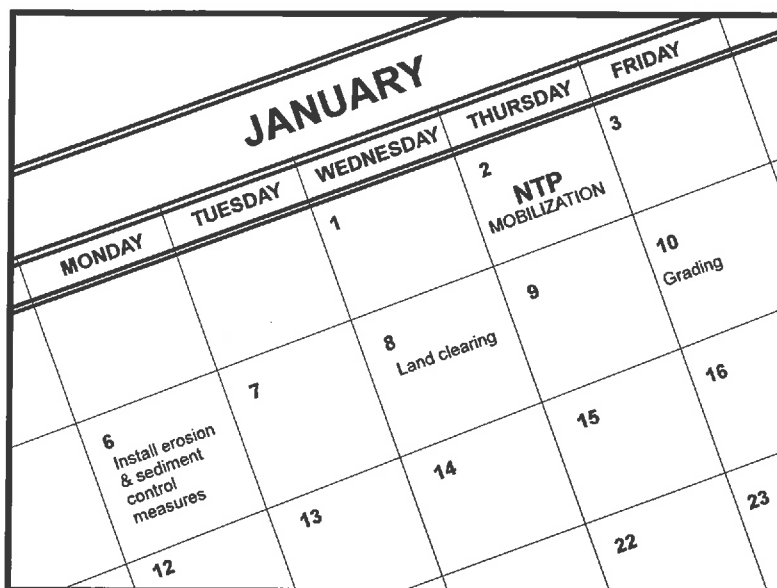 JANUARY
MONDAY TUESDAY WEDNESDAY THURSDAY FRIDAY
1
2
NTP
MOBILIZATION
3
6
Install erosion
& sediment
control
measures
7
8
Land clearing
9
10
Grading
12
13
14
15
16
22
23